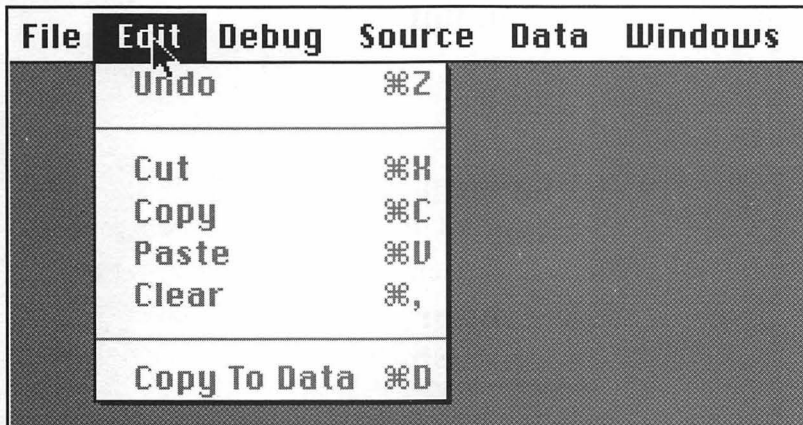 File Edit Debug Source Data Windows
Undo ⌘Z
Cut ⌘X
Copy ⌘C
Paste ⌘V
Clear ⌘,
Copy To Data ⌘D